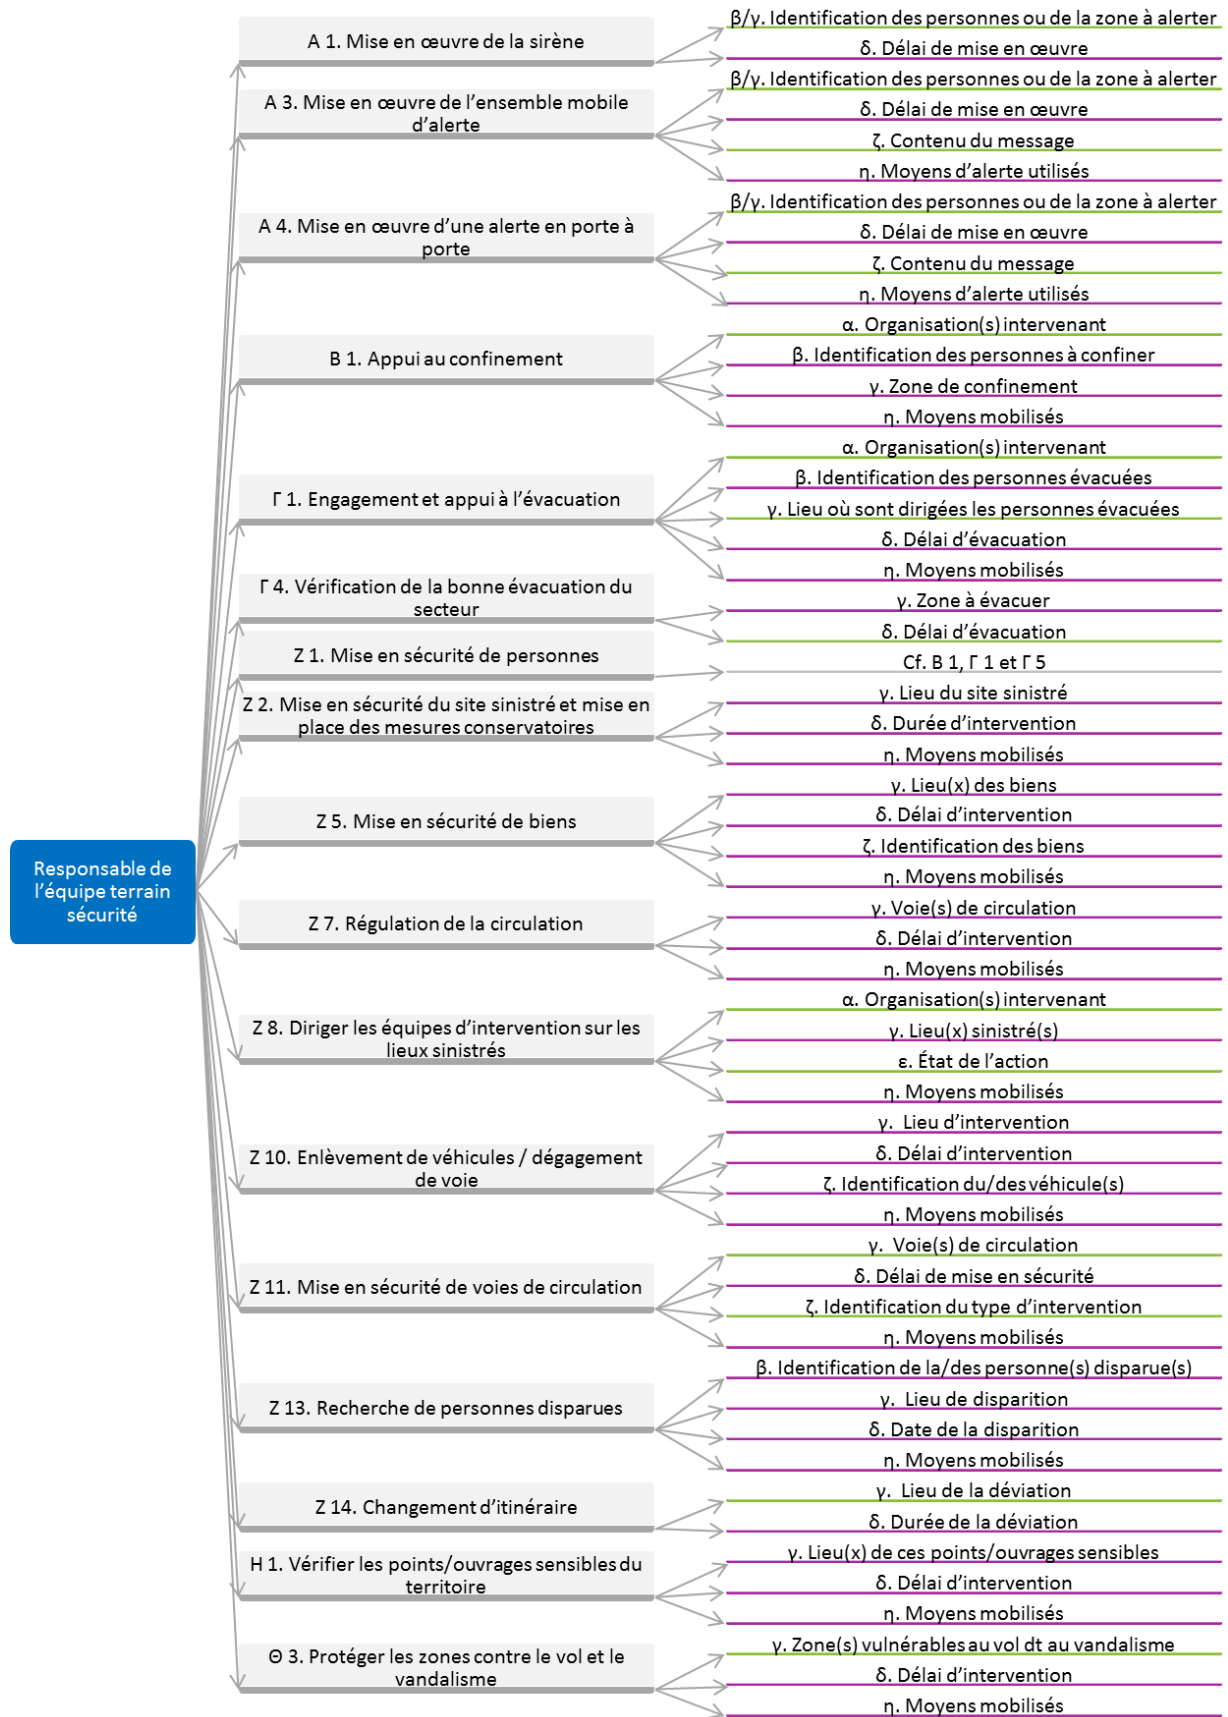 Responsable de
l’équipe terrain
sécurité
A 1. Mise en œuvre de la sirène
β/γ. Identification des personnes ou de la zone à alerter
δ. Délai de mise en œuvre
A 3. Mise en œuvre de l’ensemble mobile
d’alerte
β/γ. Identification des personnes ou de la zone à alerter
δ. Délai de mise en œuvre
ζ. Contenu du message
η. Moyens d’alerte utilisés
A 4. Mise en œuvre d’une alerte en porte à
porte
β/γ. Identification des personnes ou de la zone à alerter
δ. Délai de mise en œuvre
ζ. Contenu du message
η. Moyens d’alerte utilisés
B 1. Appui au confinement
α. Organisation(s) intervenant
β. Identification des personnes à confiner
γ. Zone de confinement
η. Moyens mobilisés
Γ 1. Engagement et appui à l’évacuation
α. Organisation(s) intervenant
β. Identification des personnes évacuées
γ. Lieu où sont dirigées les personnes évacuées
δ. Délai d’évacuation
η. Moyens mobilisés
Γ 4. Vérification de la bonne évacuation du
secteur
γ. Zone à évacuer
δ. Délai d’évacuation
Z 1. Mise en sécurité de personnes
Cf. B 1, Γ 1 et Γ 5
Z 2. Mise en sécurité du site sinistré et mise en
place des mesures conservatoires
γ. Lieu du site sinistré
δ. Durée d’intervention
η. Moyens mobilisés
Z 5. Mise en sécurité de biens
γ. Lieu(x) des biens
δ. Délai d’intervention
ζ. Identification des biens
η. Moyens mobilisés
Z 7. Régulation de la circulation
γ. Voie(s) de circulation
δ. Délai d’intervention
η. Moyens mobilisés
Z 8. Diriger les équipes d’intervention sur les
lieux sinistrés
α. Organisation(s) intervenant
γ. Lieu(x) sinistré(s)
ε. État de l’action
η. Moyens mobilisés
Z 10. Enlèvement de véhicules / dégagement
de voie
γ. Lieu d’intervention
δ. Délai d’intervention
ζ. Identification du/des véhicule(s)
η. Moyens mobilisés
Z 11. Mise en sécurité de voies de circulation
γ. Voie(s) de circulation
δ. Délai de mise en sécurité
ζ. Identification du type d’intervention
η. Moyens mobilisés
Z 13. Recherche de personnes disparues
β. Identification de la/des personne(s) disparue(s)
γ. Lieu de disparition
δ. Date de la disparition
η. Moyens mobilisés
Z 14. Changement d’itinéraire
γ. Lieu de la déviation
δ. Durée de la déviation
H 1. Vérifier les points/ouvrages sensibles du
territoire
γ. Lieu(x) de ces points/ouvrages sensibles
δ. Délai d’intervention
η. Moyens mobilisés
Θ 3. Protéger les zones contre le vol et le
vandalisme
γ. Zone(s) vulnérables au vol dt au vandalisme
δ. Délai d’intervention
η. Moyens mobilisés